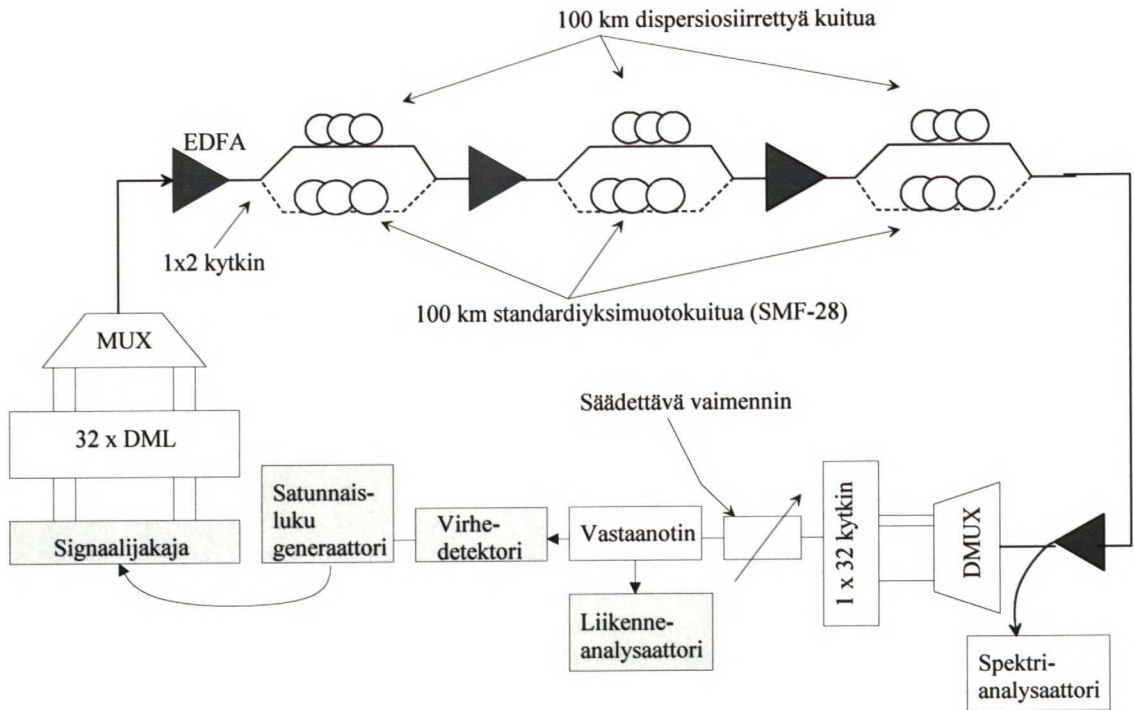 100 km dispersiosiirrettyä kuitua
EDFA
1x2 kytkin
100 km standardiyksimuotokuitua (SMF-28)
MUX
32 x DML
Signaalijakaja
Satunnais-
luku
generaattori
Virhe-
detektori
Vastaanotin
Liikenne-
analysaattori
Säädettävä vaimennin
1 x 32 kytkin
DMUX
Spektri-
analysaattori